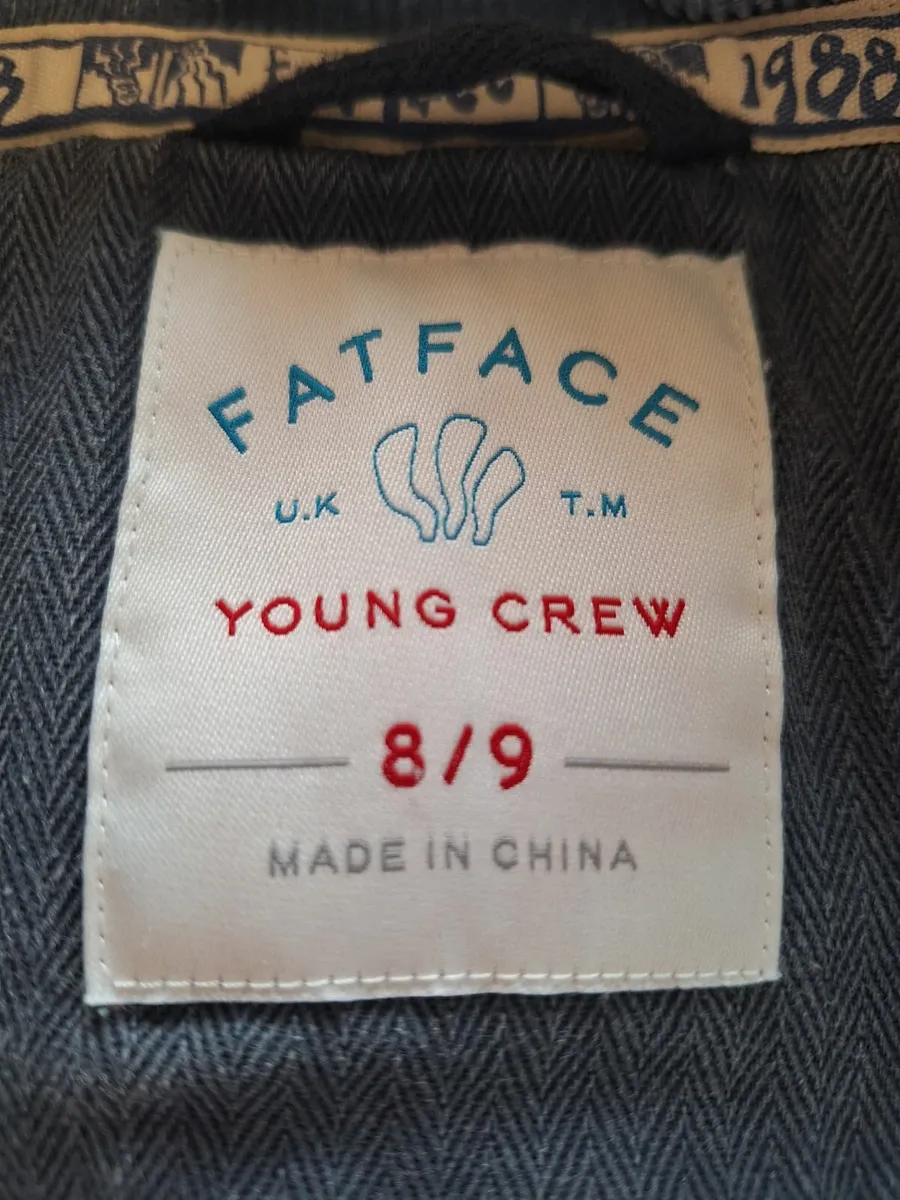 1988
FATFACE
U.K T.M
YOUNG CREW
8/9
MADE IN CHINA